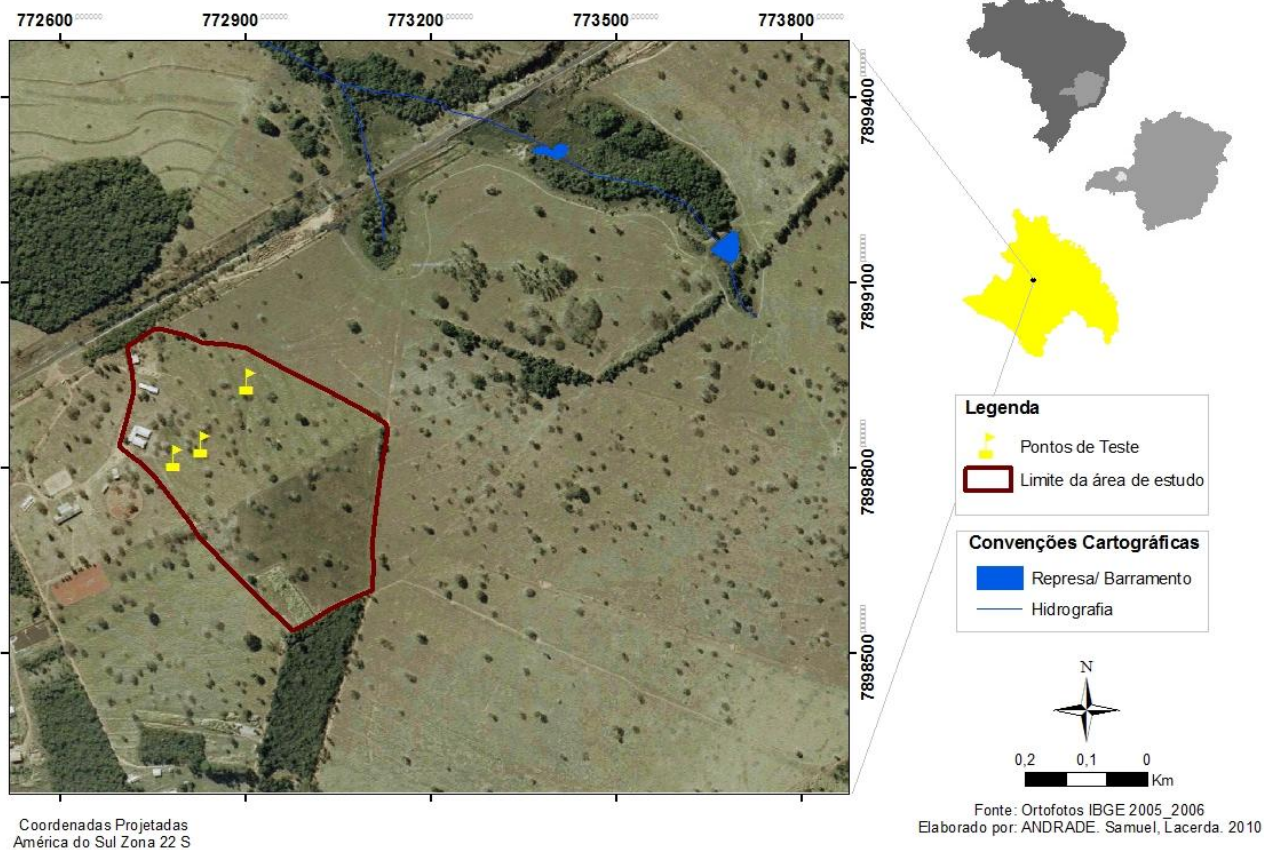 772600 772900 773200 773500 773800
7899400
7899100
7898800
7898500
Legenda
Pontos de Teste
Limite da área de estudo
Convenções Cartográficas
Represa/ Barramento
Hidrografia
N
0,2 0,1 0
Km
Fonte: Ortofotos IBGE 2005_2006
Elaborado por: ANDRADE. Samuel, Lacerda. 2010
Coordenadas Projetadas
América do Sul Zona 22 S